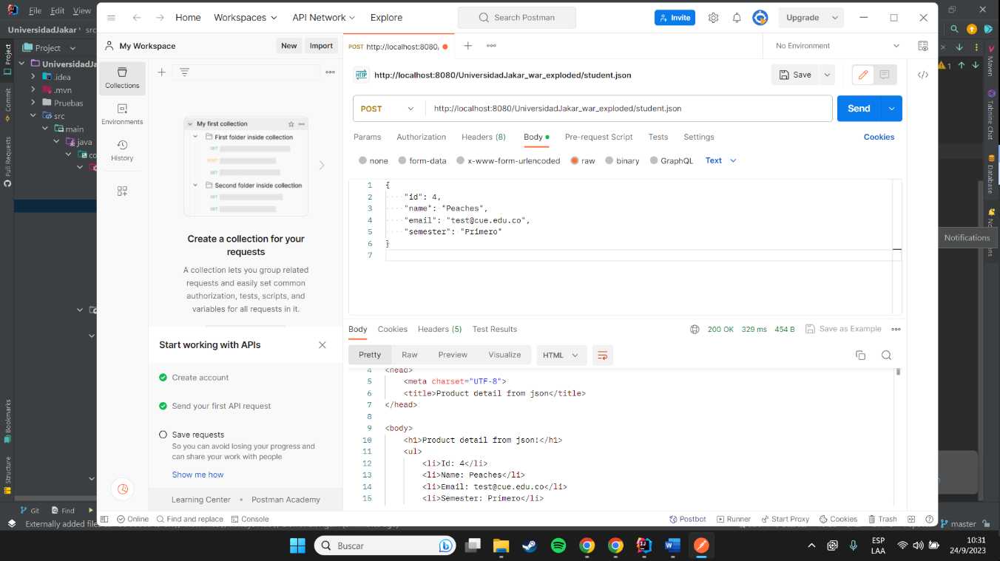 File Edit View
Home Workspaces API Network Explore
Search Postman
Invite
Upgrade
UniversidadJakar src
My Workspace
New Import
POST http://localhost:8080/
No Environment
Project
UniversidadJa
.idea
.mvn
Pruebas
src
main
java
co
Project
Commit
Pull Requests
Bookmarks
Structure
Collections
Environments
History
My first collection
First folder inside collection
GET
POST
GET
Second folder inside collection
GET
GET
Create a collection for your
requests
A collection lets you group related
requests and easily set common
authorization, tests, scripts, and
variables for all requests in it.
Start working with APIs
Create account
Send your first API request
Save requests
So you can avoid losing your progress and
can share your work with people
Show me how
Learning Center • Postman Academy
HTTP http://localhost:8080/UniversidadJakar_war_exploded/student.json
Save
POST http://localhost:8080/UniversidadJakar_war_exploded/student.json
Send
Params Authorization Headers (8) Body Pre-request Script Tests Settings
Cookies
none form-data x-www-form-urlencoded raw binary GraphQL Text
1 {
2 "id": 4,
3 "name": "Peaches",
4 "email": "test@cue.edu.co",
5 "semester": "Primero"
6 }
7
Body Cookies Headers (5) Test Results
200 OK 329 ms 454 B Save as Example
Pretty Raw Preview Visualize HTML
4 <head>
5 <meta charset="UTF-8">
6 <title>Product detail from json</title>
7 </head>
8
9 <body>
10 <h1>Product detail from json!</h1>
11 <ul>
12 <li>Id: 4</li>
13 <li>Name: Peaches</li>
14 <li>Email: test@cue.edu.co</li>
15 <li>Semester: Primero</li>
1
Maven
Tabnine Chat
Database
Notifications
Git Find
Online Find and replace Console
Postbot Runner Start Proxy Cookies Trash
Externally added file
master
Buscar
ESP
LAA
10:31
24/9/2023